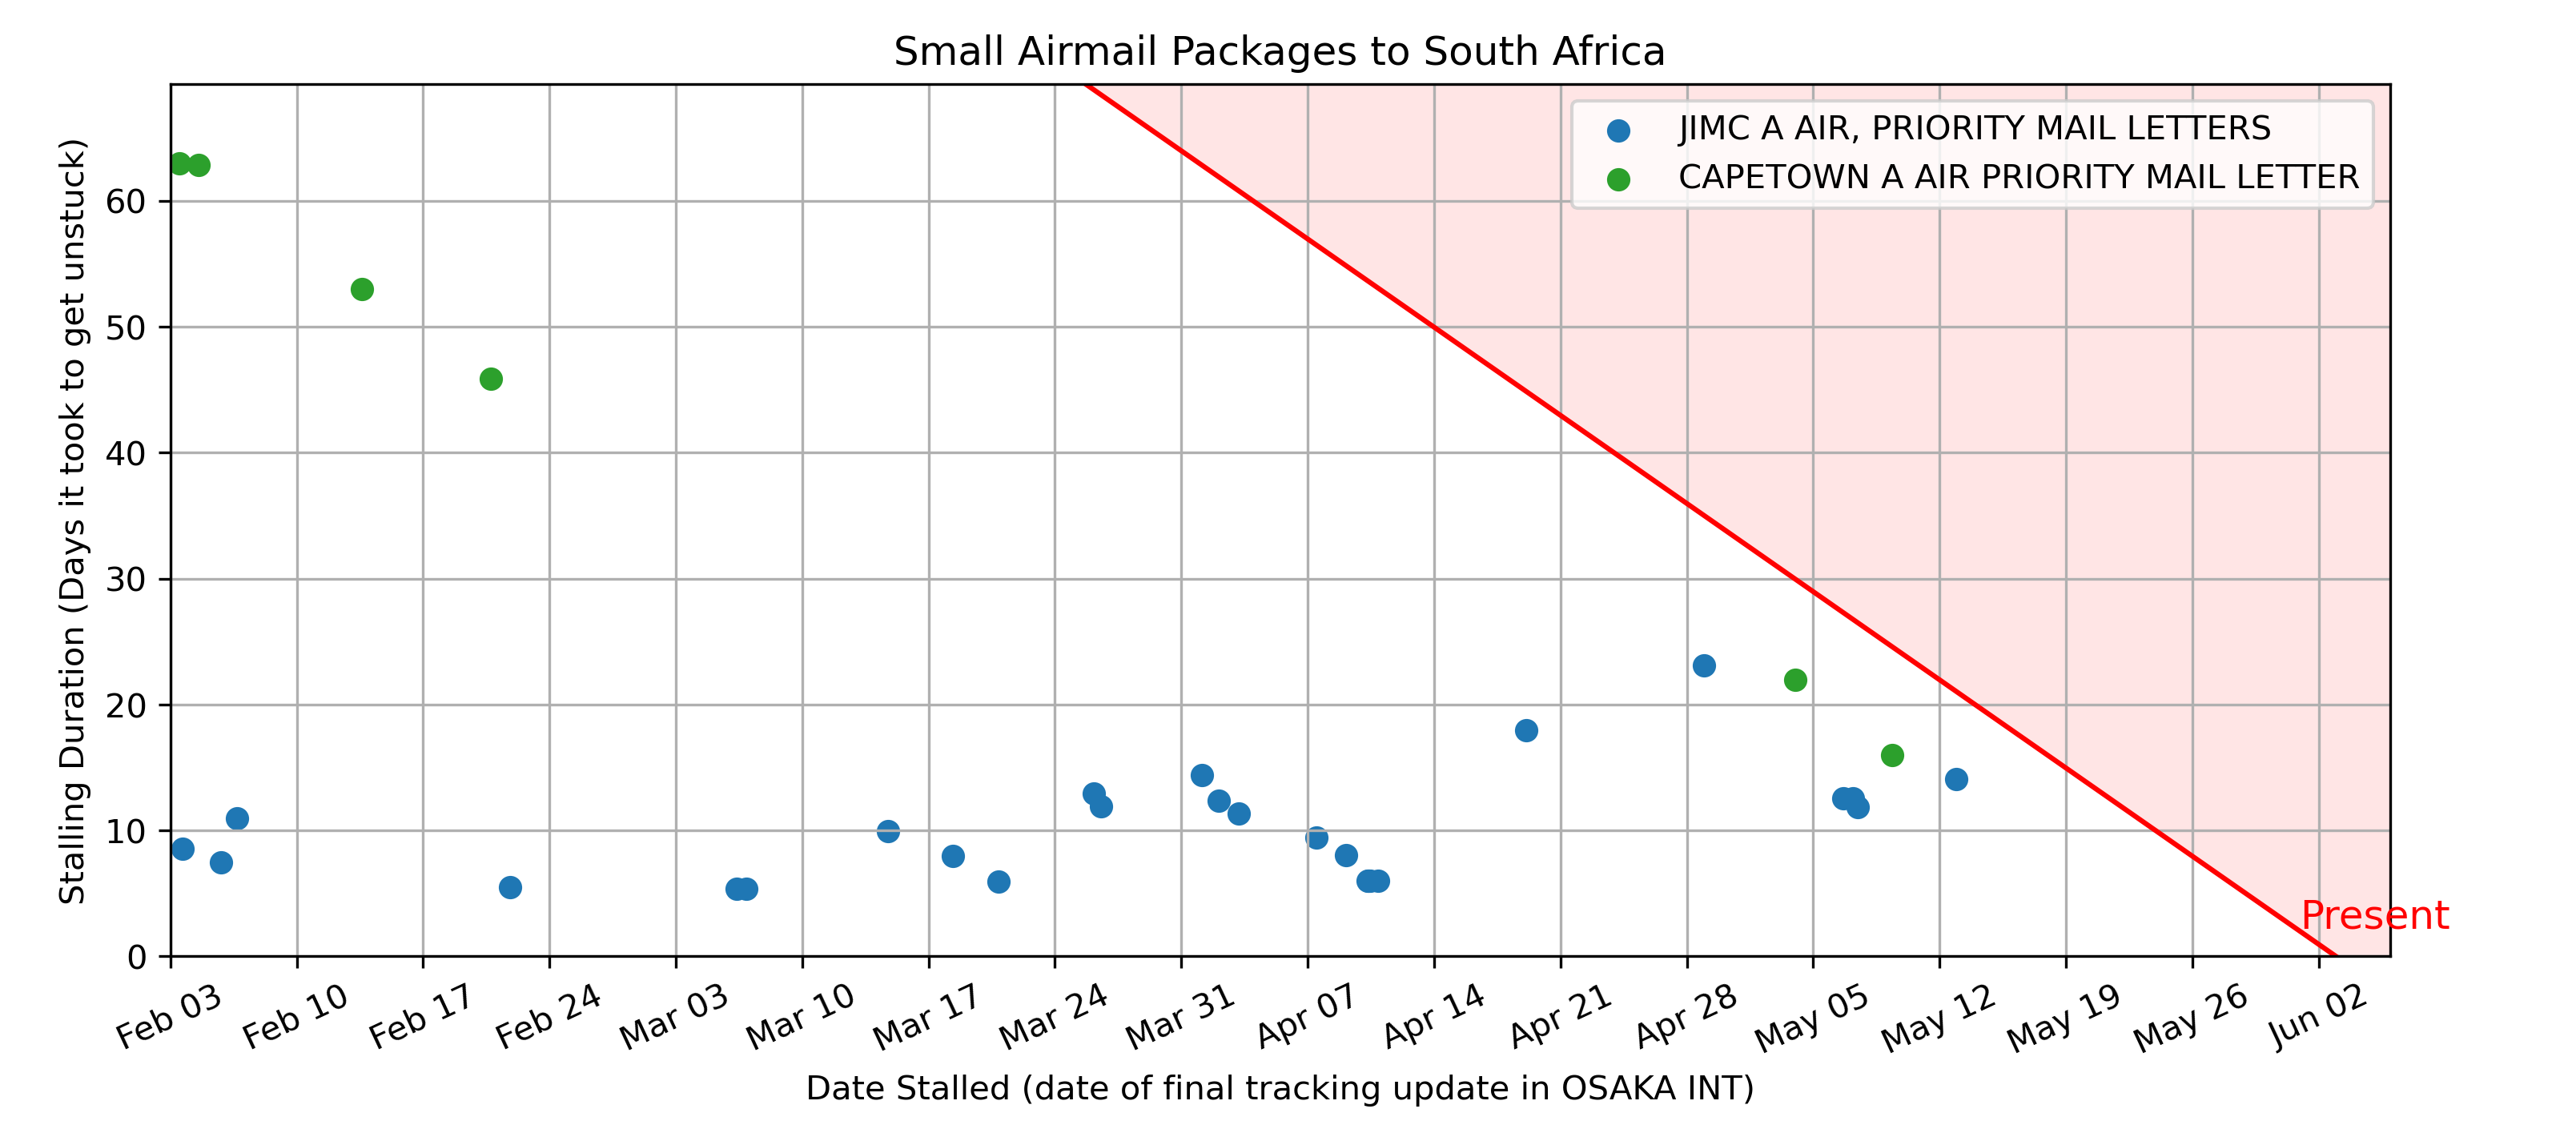 Small Airmail Packages to South Africa
JIMC A AIR, PRIORITY MAIL LETTERS
CAPETOWN A AIR PRIORITY MAIL LETTER
Stalling Duration (Days it took to get unstuck)
60
50
40
30
20
10
0
Present
Feb 03 Feb 10 Feb 17 Feb 24 Mar 03 Mar 10 Mar 17 Mar 24 Mar 31 Apr 07 Apr 14 Apr 21 Apr 28 May 05 May 12 May 19 May 26 Jun 02
Date Stalled (date of final tracking update in OSAKA INT)